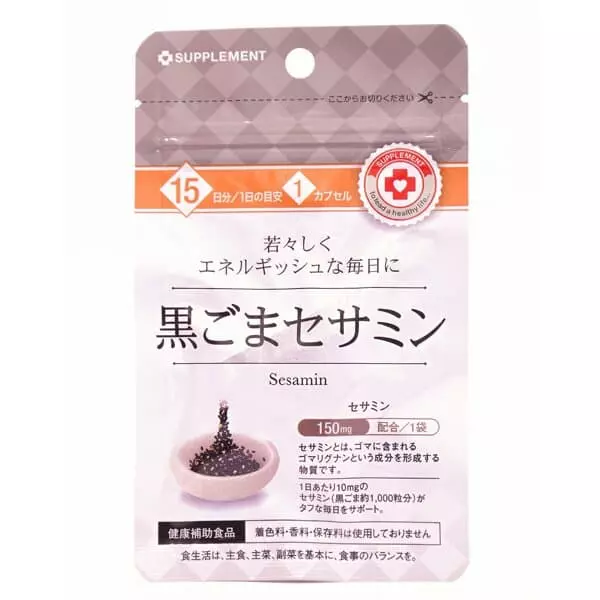 SUPPLEMENT
ここからお切りください
SUPPLEMENT
to lead a healthy life...
15日分/1日の目安 1カプセル
若々しく
エネルギッシュな毎日に
黒ごまセサミン
Sesamin
セサミン
150mg 配合/1袋
セサミンとは、ゴマに含まれる
ゴマリグナンという成分を形成する
物質です。
1日あたり10mgの
セサミン(黒ごま約1,000粒分)が
タフな毎日をサポート。
健康補助食品 着色料・香料・保存料は使用しておりません
食生活は、主食、主菜、副菜を基本に、食事のバランスを。